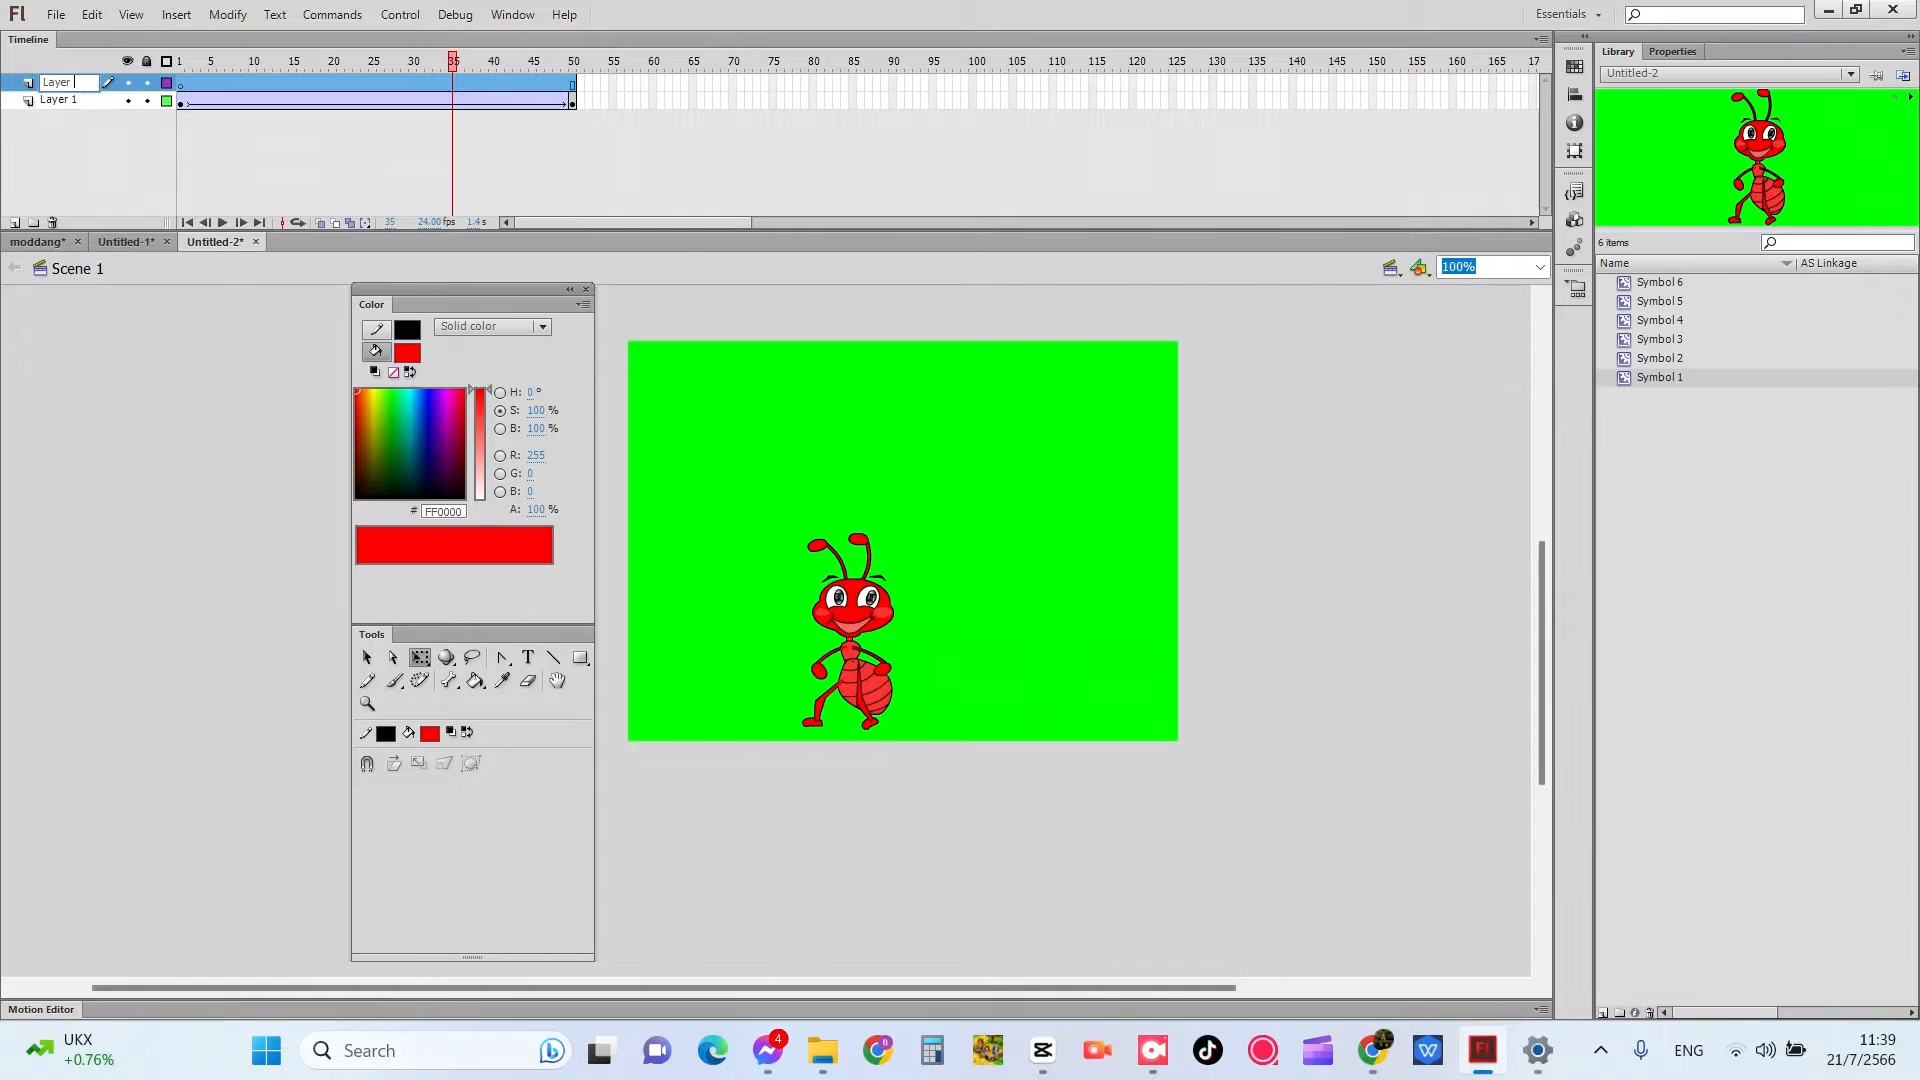 Fl File Edit View Insert Modify Text Commands Control Debug Window Help Essentials
Timeline
1 5 10 15 20 25 30 35 40 45 50 55 60 65 70 75 80 85 90 95 100 105 110 115 120 125 130 135 140 145 150 155 160 165 17
Layer
Layer 1
35 24.00 fps 1.4 s
moddang* Untitled-1* Untitled-2*
Scene 1
100%
Color
Solid color
H: 0 °
S: 100 %
B: 100 %
R: 255
G: 0
B: 0
# FF0000
A: 100 %
Tools
T
Library Properties
Untitled-2
6 items
Name AS Linkage
Symbol 6
Symbol 5
Symbol 4
Symbol 3
Symbol 2
Symbol 1
Motion Editor
UKX
+0.76%
Search
4
B
W
Fl
ENG
11:39
21/7/2566